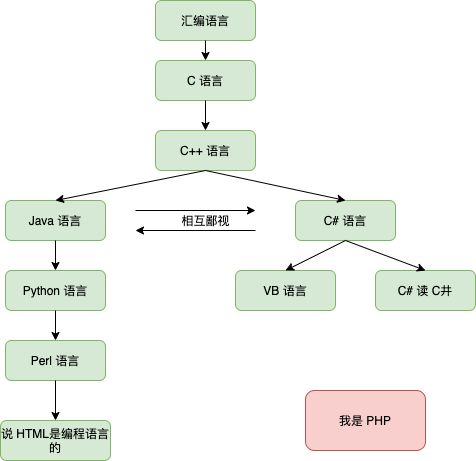 汇编语言
C 语言
C++ 语言
Java 语言
相互鄙视
C# 语言
Python 语言
VB 语言
C# 读 C井
Perl 语言
说 HTML是编程语言
的
我是 PHP